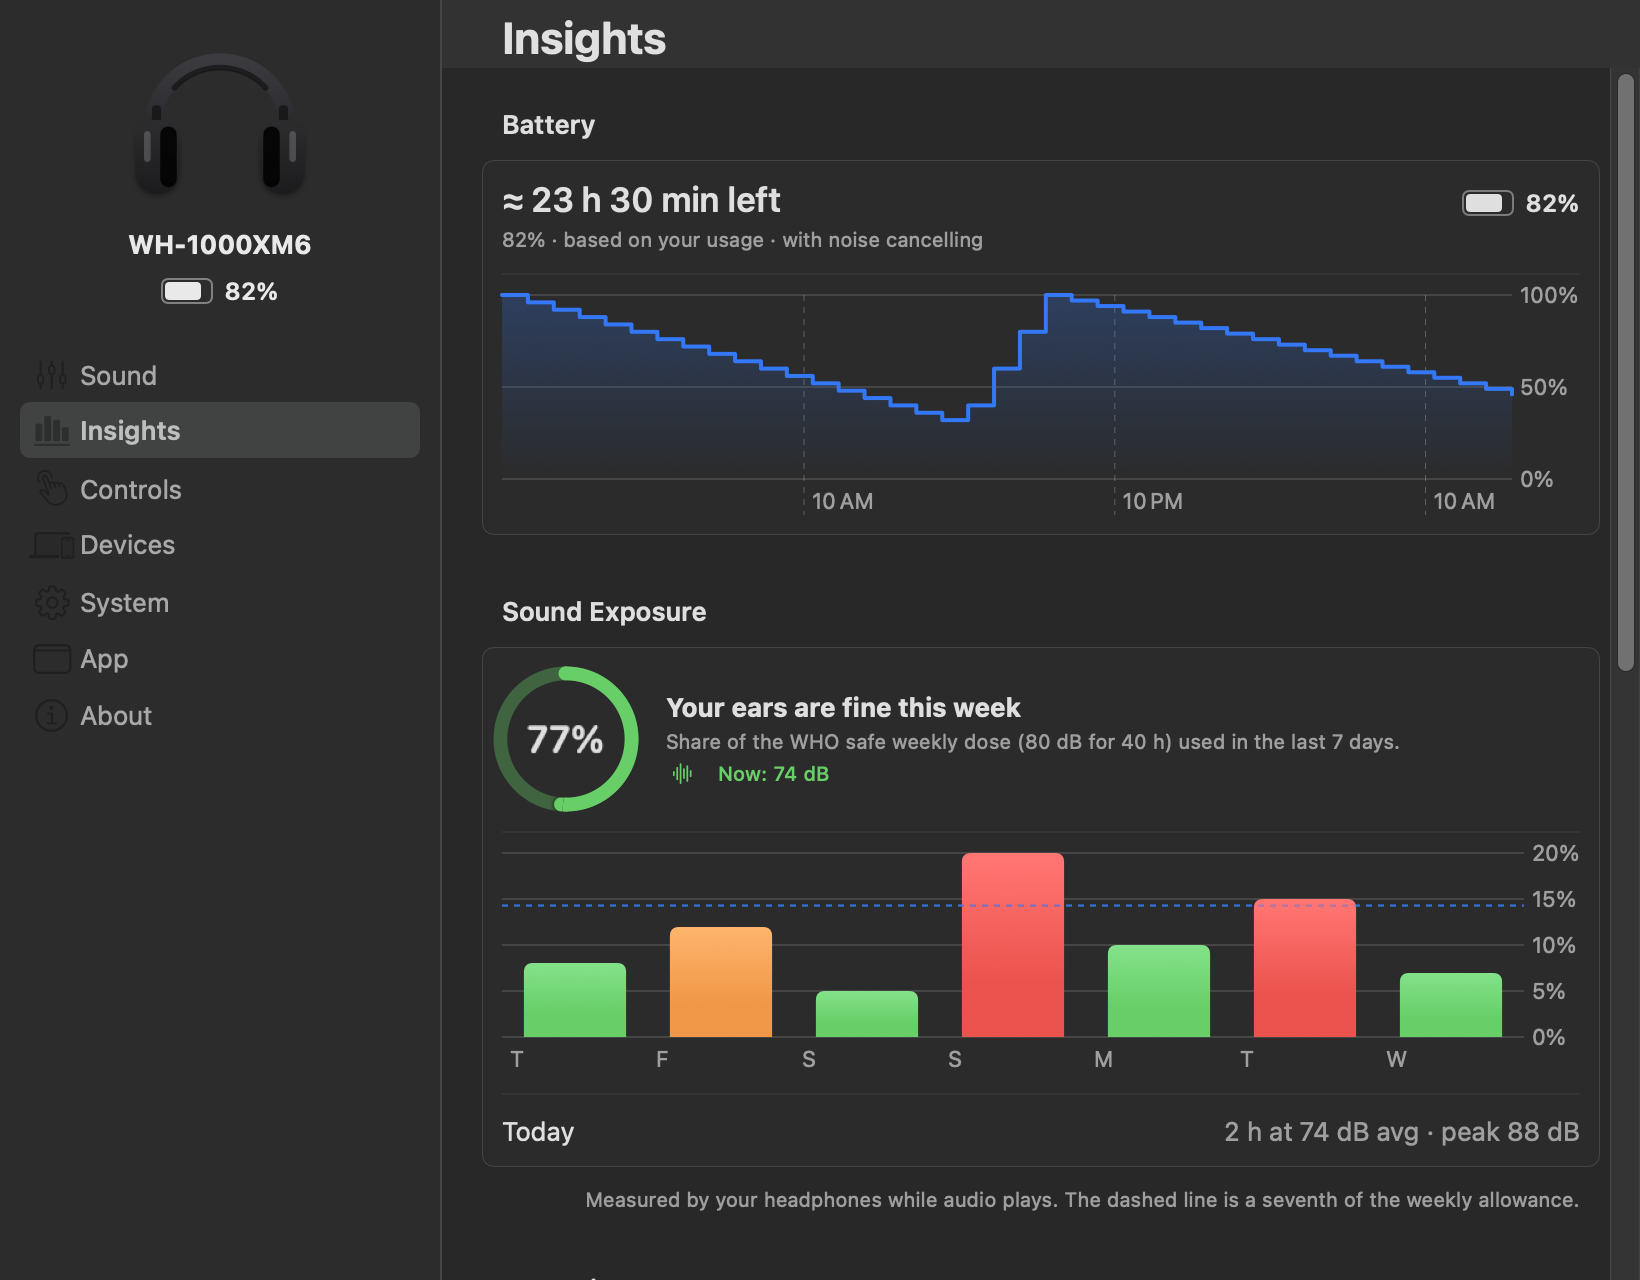 Insights
WH-1000XM6
82%
Sound
Insights
Controls
Devices
System
App
About
Battery
≈ 23 h 30 min left
82%
82% · based on your usage · with noise cancelling
100%
50%
0%
10 AM
10 PM
10 AM
Sound Exposure
77%
Your ears are fine this week
Share of the WHO safe weekly dose (80 dB for 40 h) used in the last 7 days.
Now: 74 dB
20%
15%
10%
5%
0%
T F S S M T W
Today
2 h at 74 dB avg · peak 88 dB
Measured by your headphones while audio plays. The dashed line is a seventh of the weekly allowance.